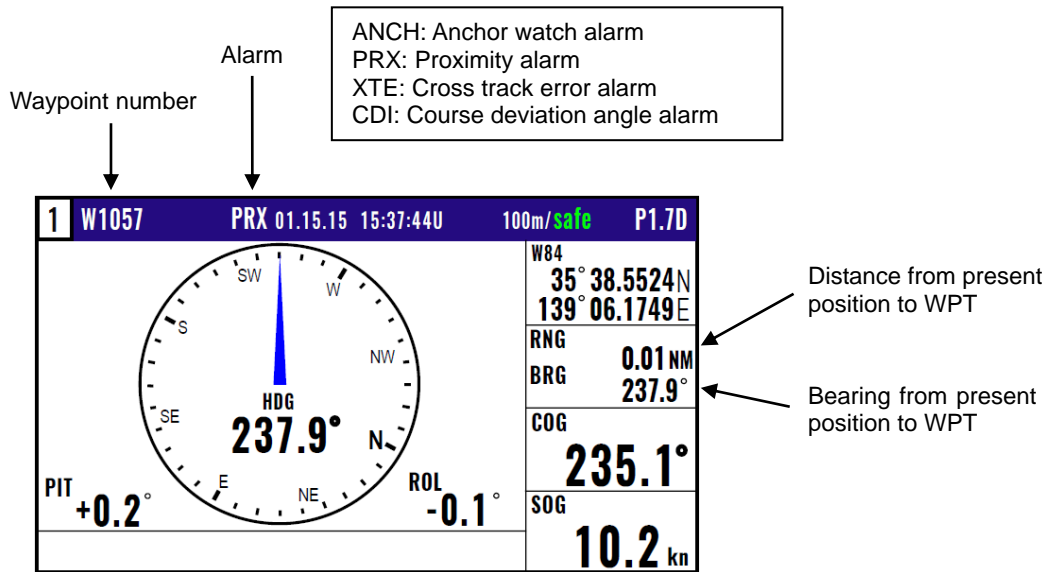 ANCH: Anchor watch alarm
PRX: Proximity alarm
XTE: Cross track error alarm
CDI: Course deviation angle alarm
Alarm
Waypoint number
1 W1057 PRX 01.15.15 15:37:44U 100m/safe P1.7D
SW
W
S
NW
SE
N
E
NE
HDG
237.9°
PIT
+0.2°
ROL
-0.1°
W84
35° 38.5524N
139° 06.1749E
RNG
0.01 NM
BRG
237.9°
COG
235.1°
SOG
10.2 kn
Distance from present
position to WPT
Bearing from present
position to WPT